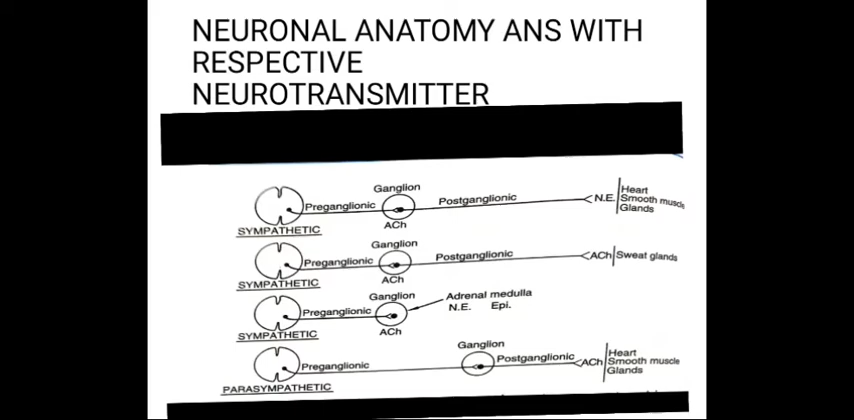 NEURONAL ANATOMY ANS WITH
RESPECTIVE
NEUROTRANSMITTER
Ganglion
Preganglionic
Postganglionic
N.E.
Heart
Smooth muscle
Glands
ACh
SYMPATHETIC
Ganglion
Preganglionic
Postganglionic
ACh
Sweat glands
ACh
SYMPATHETIC
Ganglion
Adrenal medulla
N.E. Epi.
Preganglionic
ACh
SYMPATHETIC
Ganglion
Preganglionic
Postganglionic
ACh
Heart
Smooth muscle
Glands
PARASYMPATHETIC